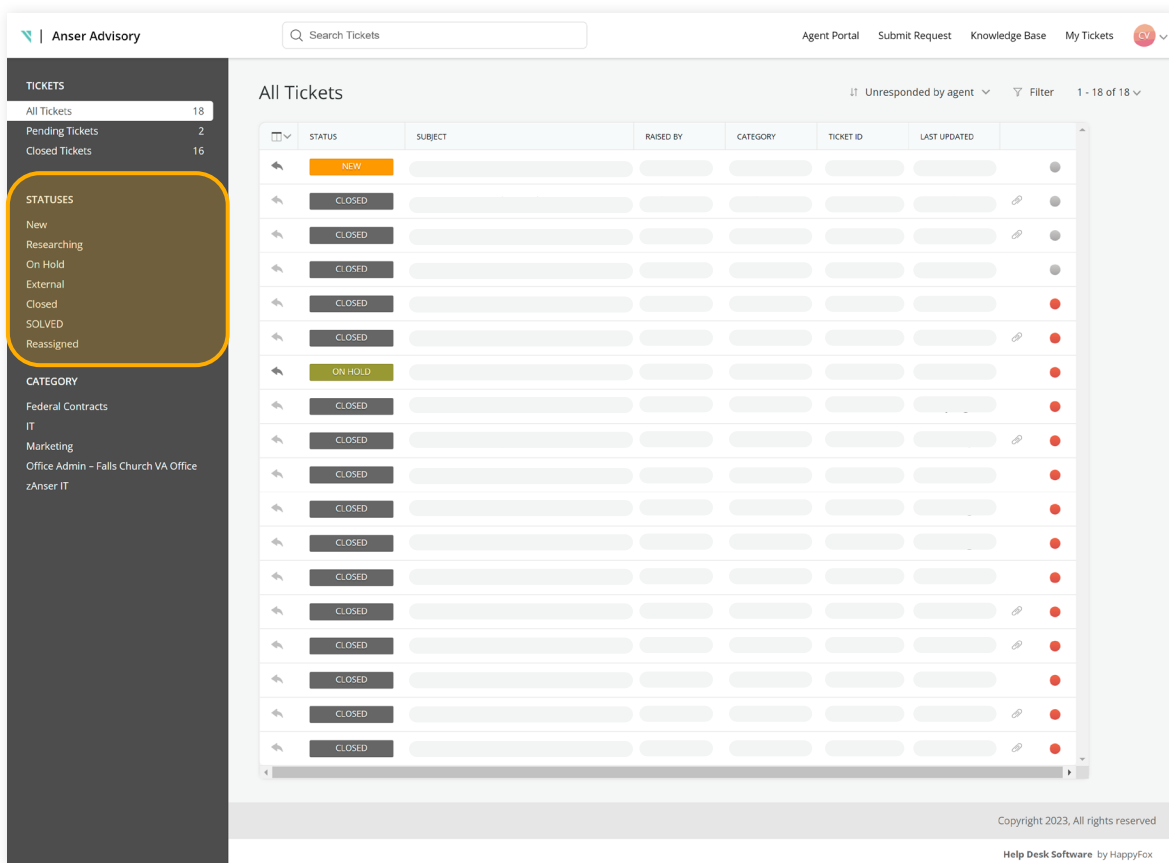 Anser Advisory
Search Tickets
Agent Portal Submit Request Knowledge Base My Tickets CV
TICKETS
All Tickets 18
Pending Tickets 2
Closed Tickets 16
STATUSES
New
Researching
On Hold
External
Closed
SOLVED
Reassigned
CATEGORY
Federal Contracts
IT
Marketing
Office Admin – Falls Church VA Office
zAnser IT
All Tickets
Unresponded by agent Filter 1 - 18 of 18
STATUS SUBJECT RAISED BY CATEGORY TICKET ID LAST UPDATED
NEW
CLOSED
CLOSED
CLOSED
CLOSED
CLOSED
ON HOLD
CLOSED
CLOSED
CLOSED
CLOSED
CLOSED
CLOSED
CLOSED
CLOSED
CLOSED
CLOSED
CLOSED
Copyright 2023, All rights reserved
Help Desk Software by HappyFox